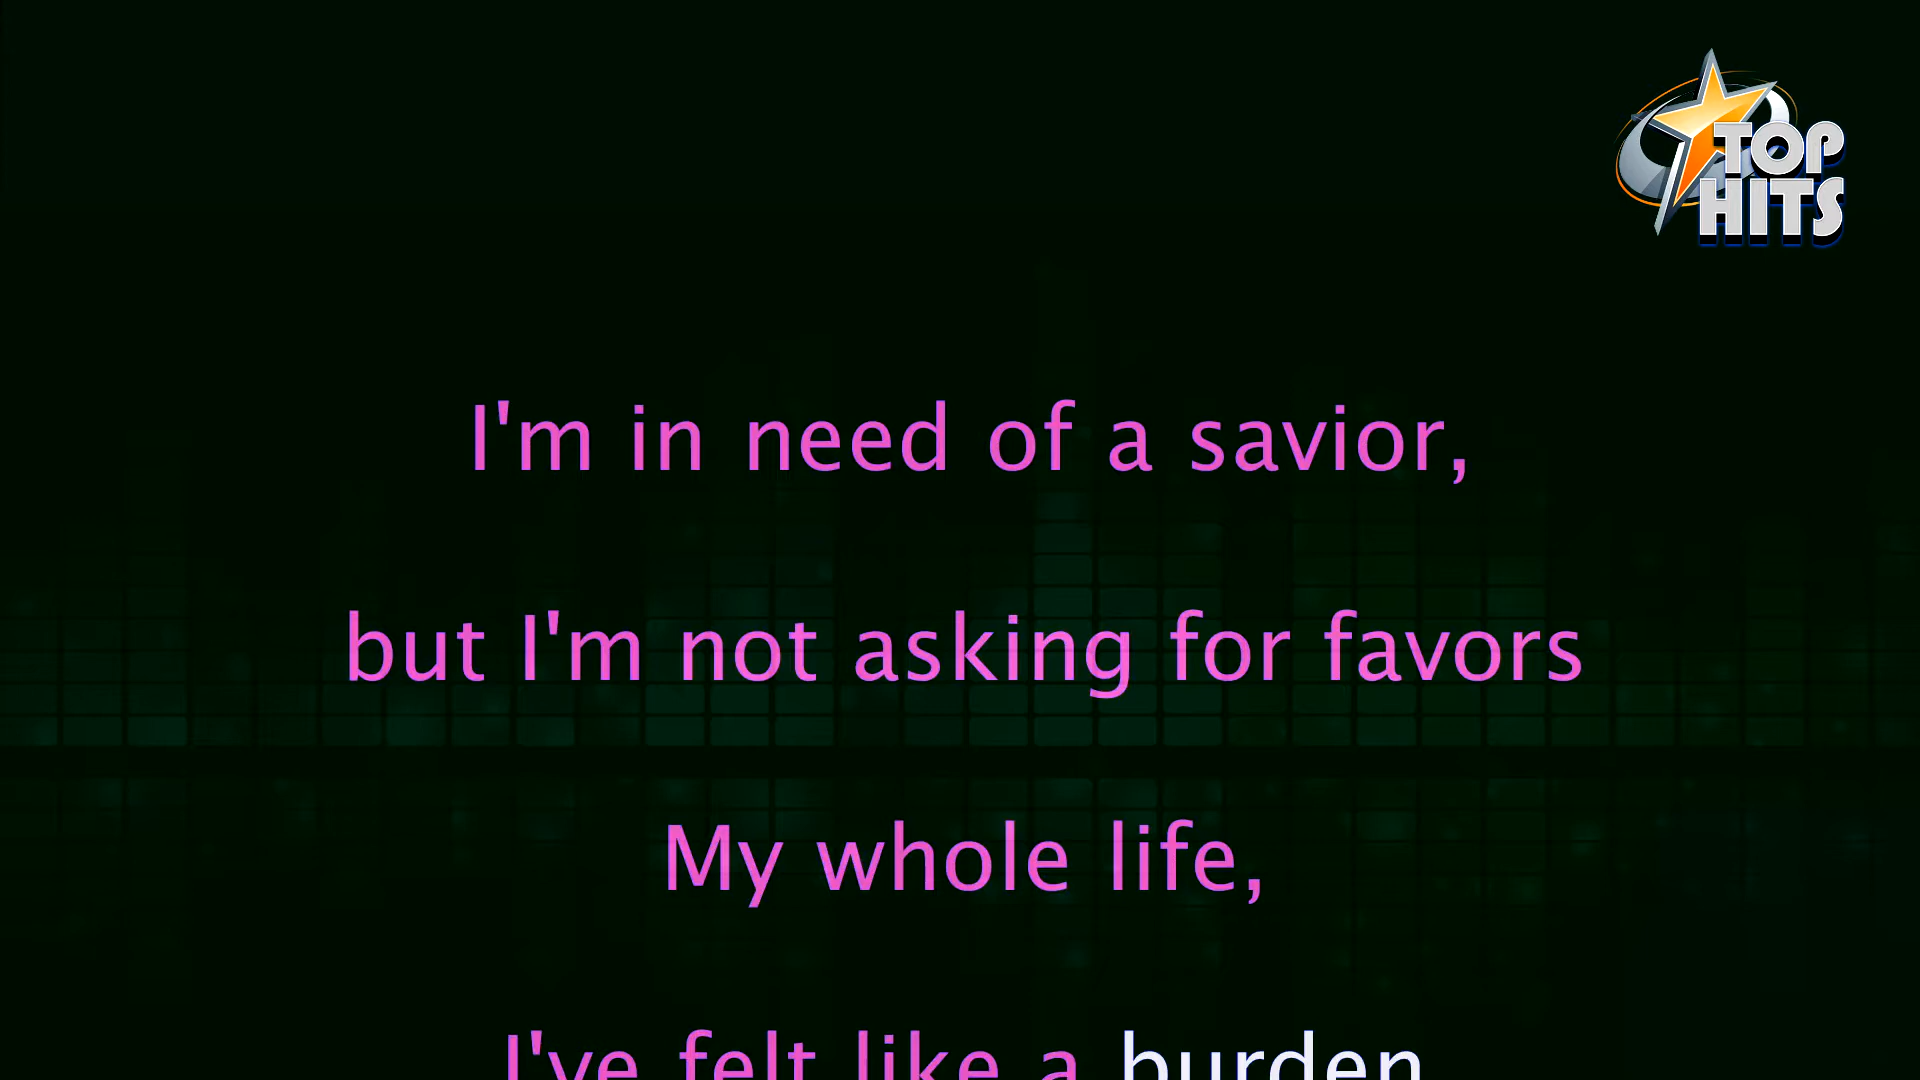 TOP
HITS
I'm in need of a savior,
but I'm not asking for favors
My whole life,
I've felt like a burden